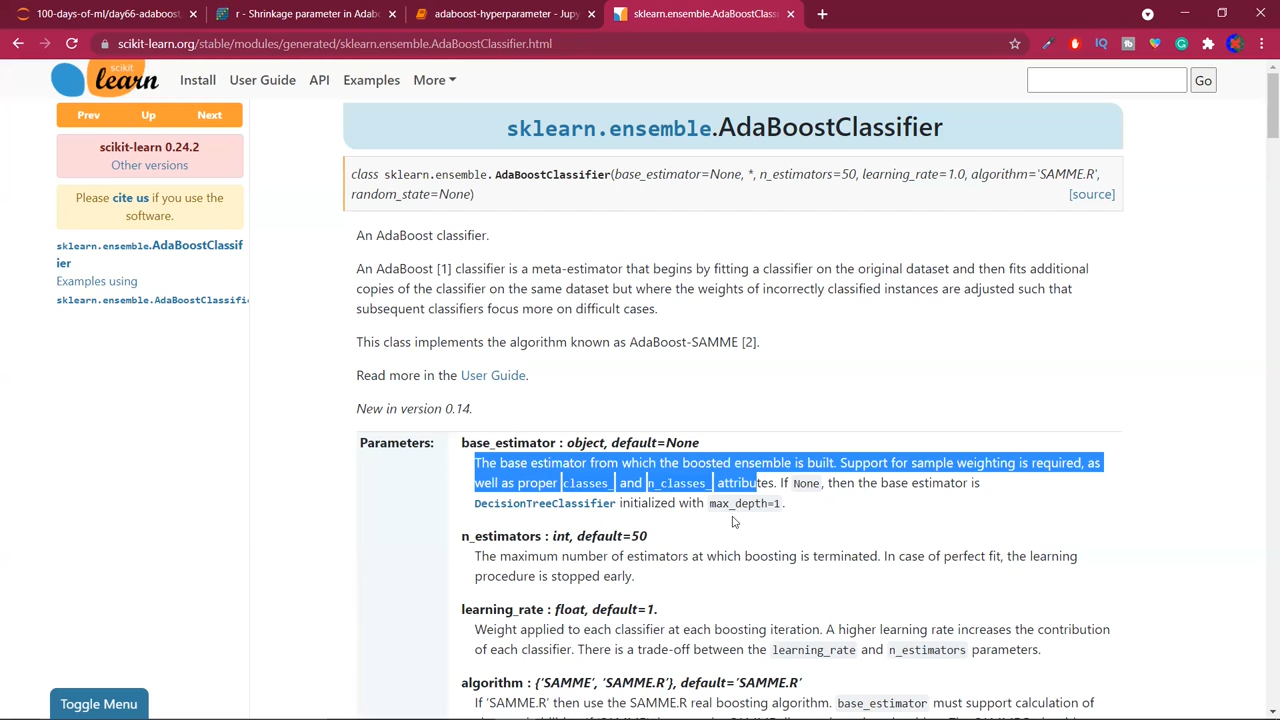 100-days-of-ml/day66-adaboost
r - Shrinkage parameter in Adab
adaboost-hyperparameter - Jupy
sklearn.ensemble.AdaBoostClass
scikit-learn.org/stable/modules/generated/sklearn.ensemble.AdaBoostClassifier.html
scikit
learn
Install
User Guide
API
Examples
More
Go
Prev
Up
Next
scikit-learn 0.24.2
Other versions
Please cite us if you use the
software.
sklearn.ensemble.AdaBoostClassif
ier
Examples using
sklearn.ensemble.AdaBoostClassifie
Toggle Menu
sklearn.ensemble.AdaBoostClassifier
class sklearn.ensemble.AdaBoostClassifier(base_estimator=None, *, n_estimators=50, learning_rate=1.0, algorithm='SAMME.R',
random_state=None)
[source]
An AdaBoost classifier.
An AdaBoost [1] classifier is a meta-estimator that begins by fitting a classifier on the original dataset and then fits additional
copies of the classifier on the same dataset but where the weights of incorrectly classified instances are adjusted such that
subsequent classifiers focus more on difficult cases.
This class implements the algorithm known as AdaBoost-SAMME [2].
Read more in the User Guide.
New in version 0.14.
Parameters:
base_estimator : object, default=None
The base estimator from which the boosted ensemble is built. Support for sample weighting is required, as
well as proper classes_ and n_classes_ attributes. If None, then the base estimator is
DecisionTreeClassifier initialized with max_depth=1.
n_estimators : int, default=50
The maximum number of estimators at which boosting is terminated. In case of perfect fit, the learning
procedure is stopped early.
learning_rate : float, default=1.
Weight applied to each classifier at each boosting iteration. A higher learning rate increases the contribution
of each classifier. There is a trade-off between the learning_rate and n_estimators parameters.
algorithm : {'SAMME', 'SAMME.R'}, default='SAMME.R'
If 'SAMME.R' then use the SAMME.R real boosting algorithm. base_estimator must support calculation of